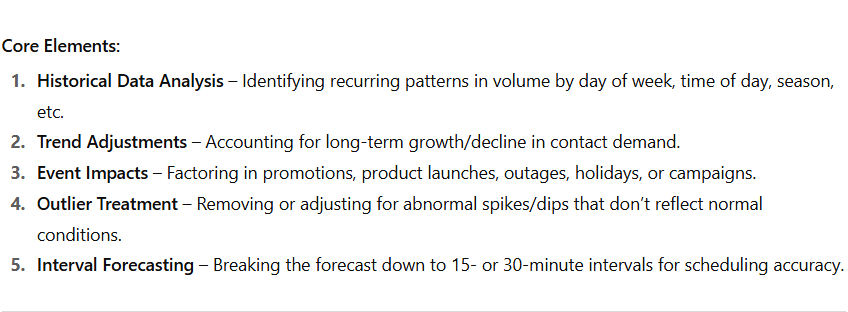 Core Elements:
1. Historical Data Analysis – Identifying recurring patterns in volume by day of week, time of day, season,
etc.
2. Trend Adjustments – Accounting for long-term growth/decline in contact demand.
3. Event Impacts – Factoring in promotions, product launches, outages, holidays, or campaigns.
4. Outlier Treatment – Removing or adjusting for abnormal spikes/dips that don’t reflect normal
conditions.
5. Interval Forecasting – Breaking the forecast down to 15- or 30-minute intervals for scheduling accuracy.